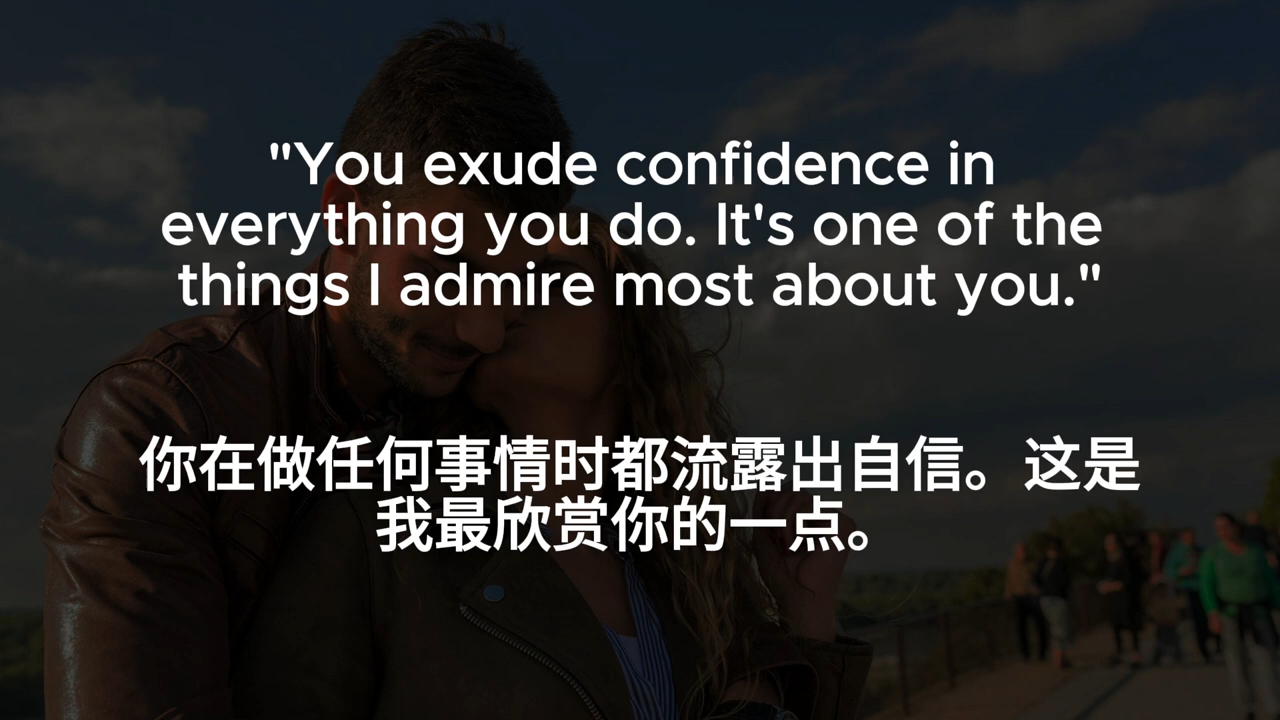 "You exude confidence in
everything you do. It's one of the
things I admire most about you."
你在做任何事情时都流露出自信。这是
我最欣赏你的一点。